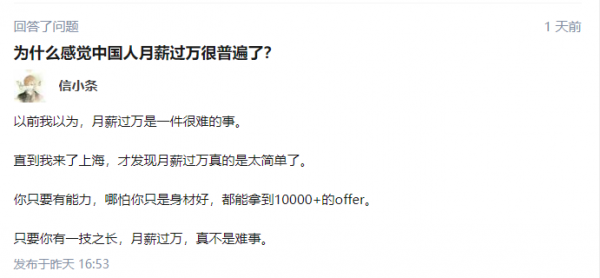 回答了问题
1 天前
为什么感觉中国人月薪过万很普遍了？
信小条
以前我以为，月薪过万是一件很难的事。
直到我来了上海，才发现月薪过万真的是太简单了。
你只要有能力，哪怕你只是身材好，都能拿到10000+的offer。
只要你有一技之长，月薪过万，真不是难事。
发布于昨天 16:53